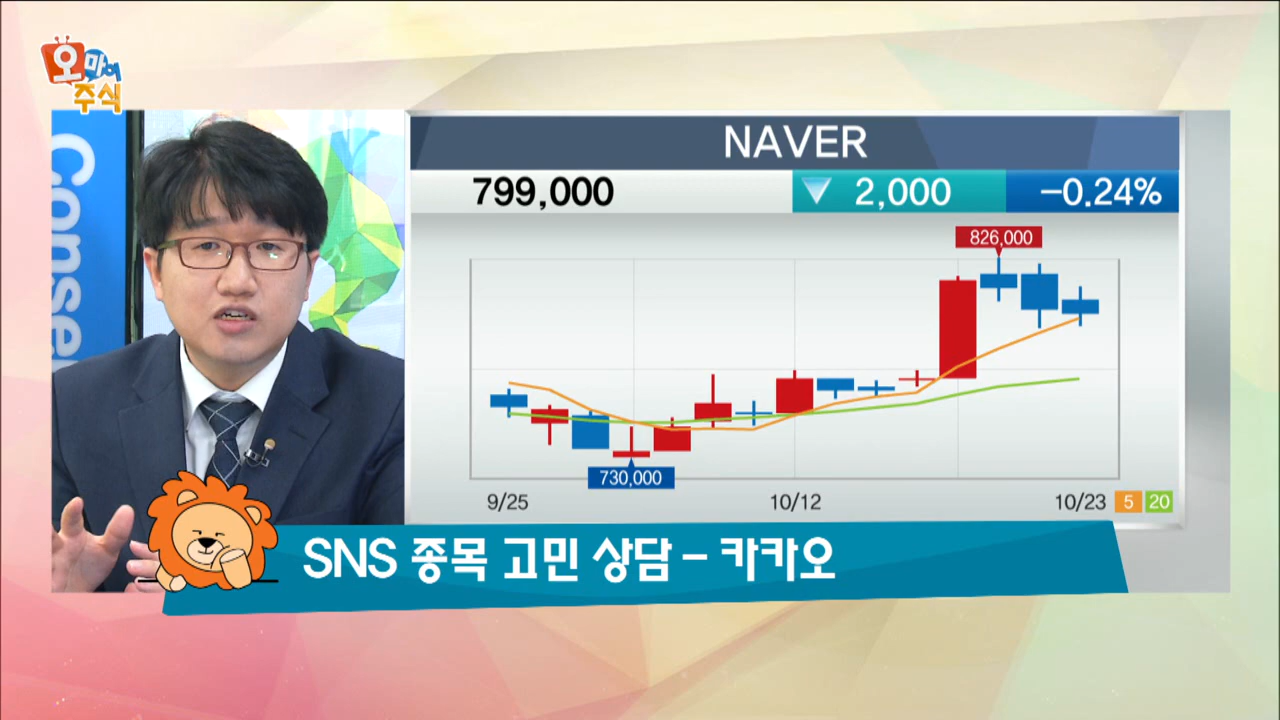 오마이
주식
Conse
NAVER
799,000 ▼ 2,000 -0.24%
826,000
730,000
9/25 10/12 10/23 5 20
SNS 종목 고민 상담 - 카카오